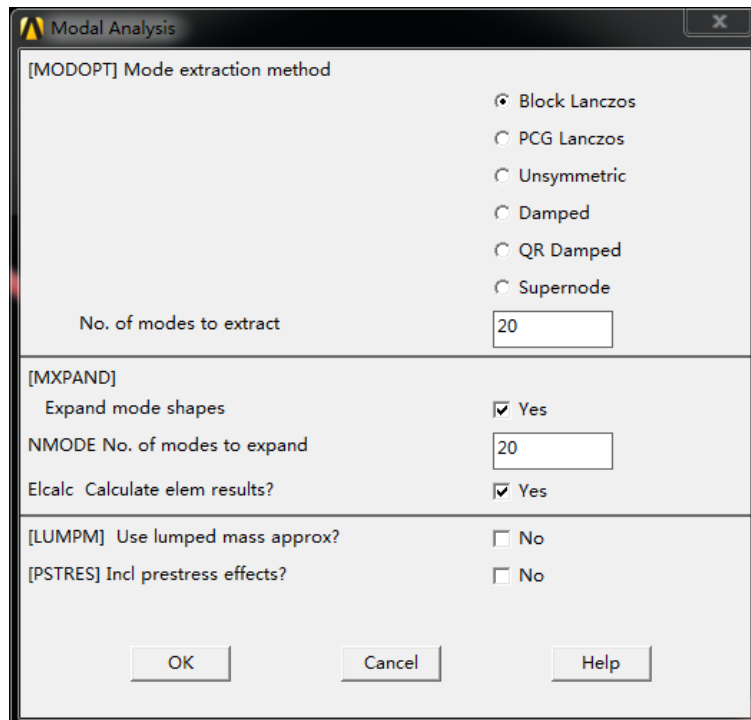 Modal Analysis
[MODOPT] Mode extraction method
Block Lanczos
PCG Lanczos
Unsymmetric
Damped
QR Damped
Supernode
No. of modes to extract 20
[MXPAND]
Expand mode shapes Yes
NMODE No. of modes to expand 20
Elcalc Calculate elem results? Yes
[LUMPM] Use lumped mass approx? No
[PSTRES] Incl prestress effects? No
OK Cancel Help